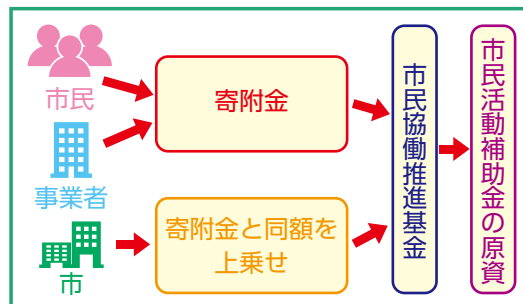 市民
事業者
市
寄附金
寄附金と同額を
上乗せ
市民協働推進基金
市民活動補助金の原資